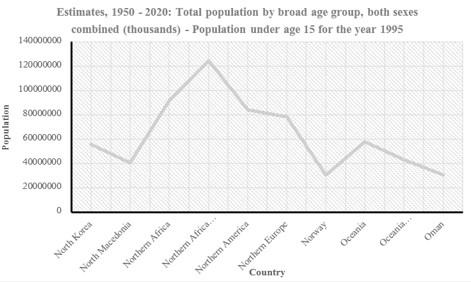 Estimates, 1950 - 2020: Total population by broad age group, both sexes
combined (thousands) - Population under age 15 for the year 1995
Population
140000000
120000000
100000000
80000000
60000000
40000000
20000000
0
North Korea
North Macedonia
Northern Africa
Northern Africa…
Northern America
Northern Europe
Norway
Oceania
Oceania…
Oman
Country